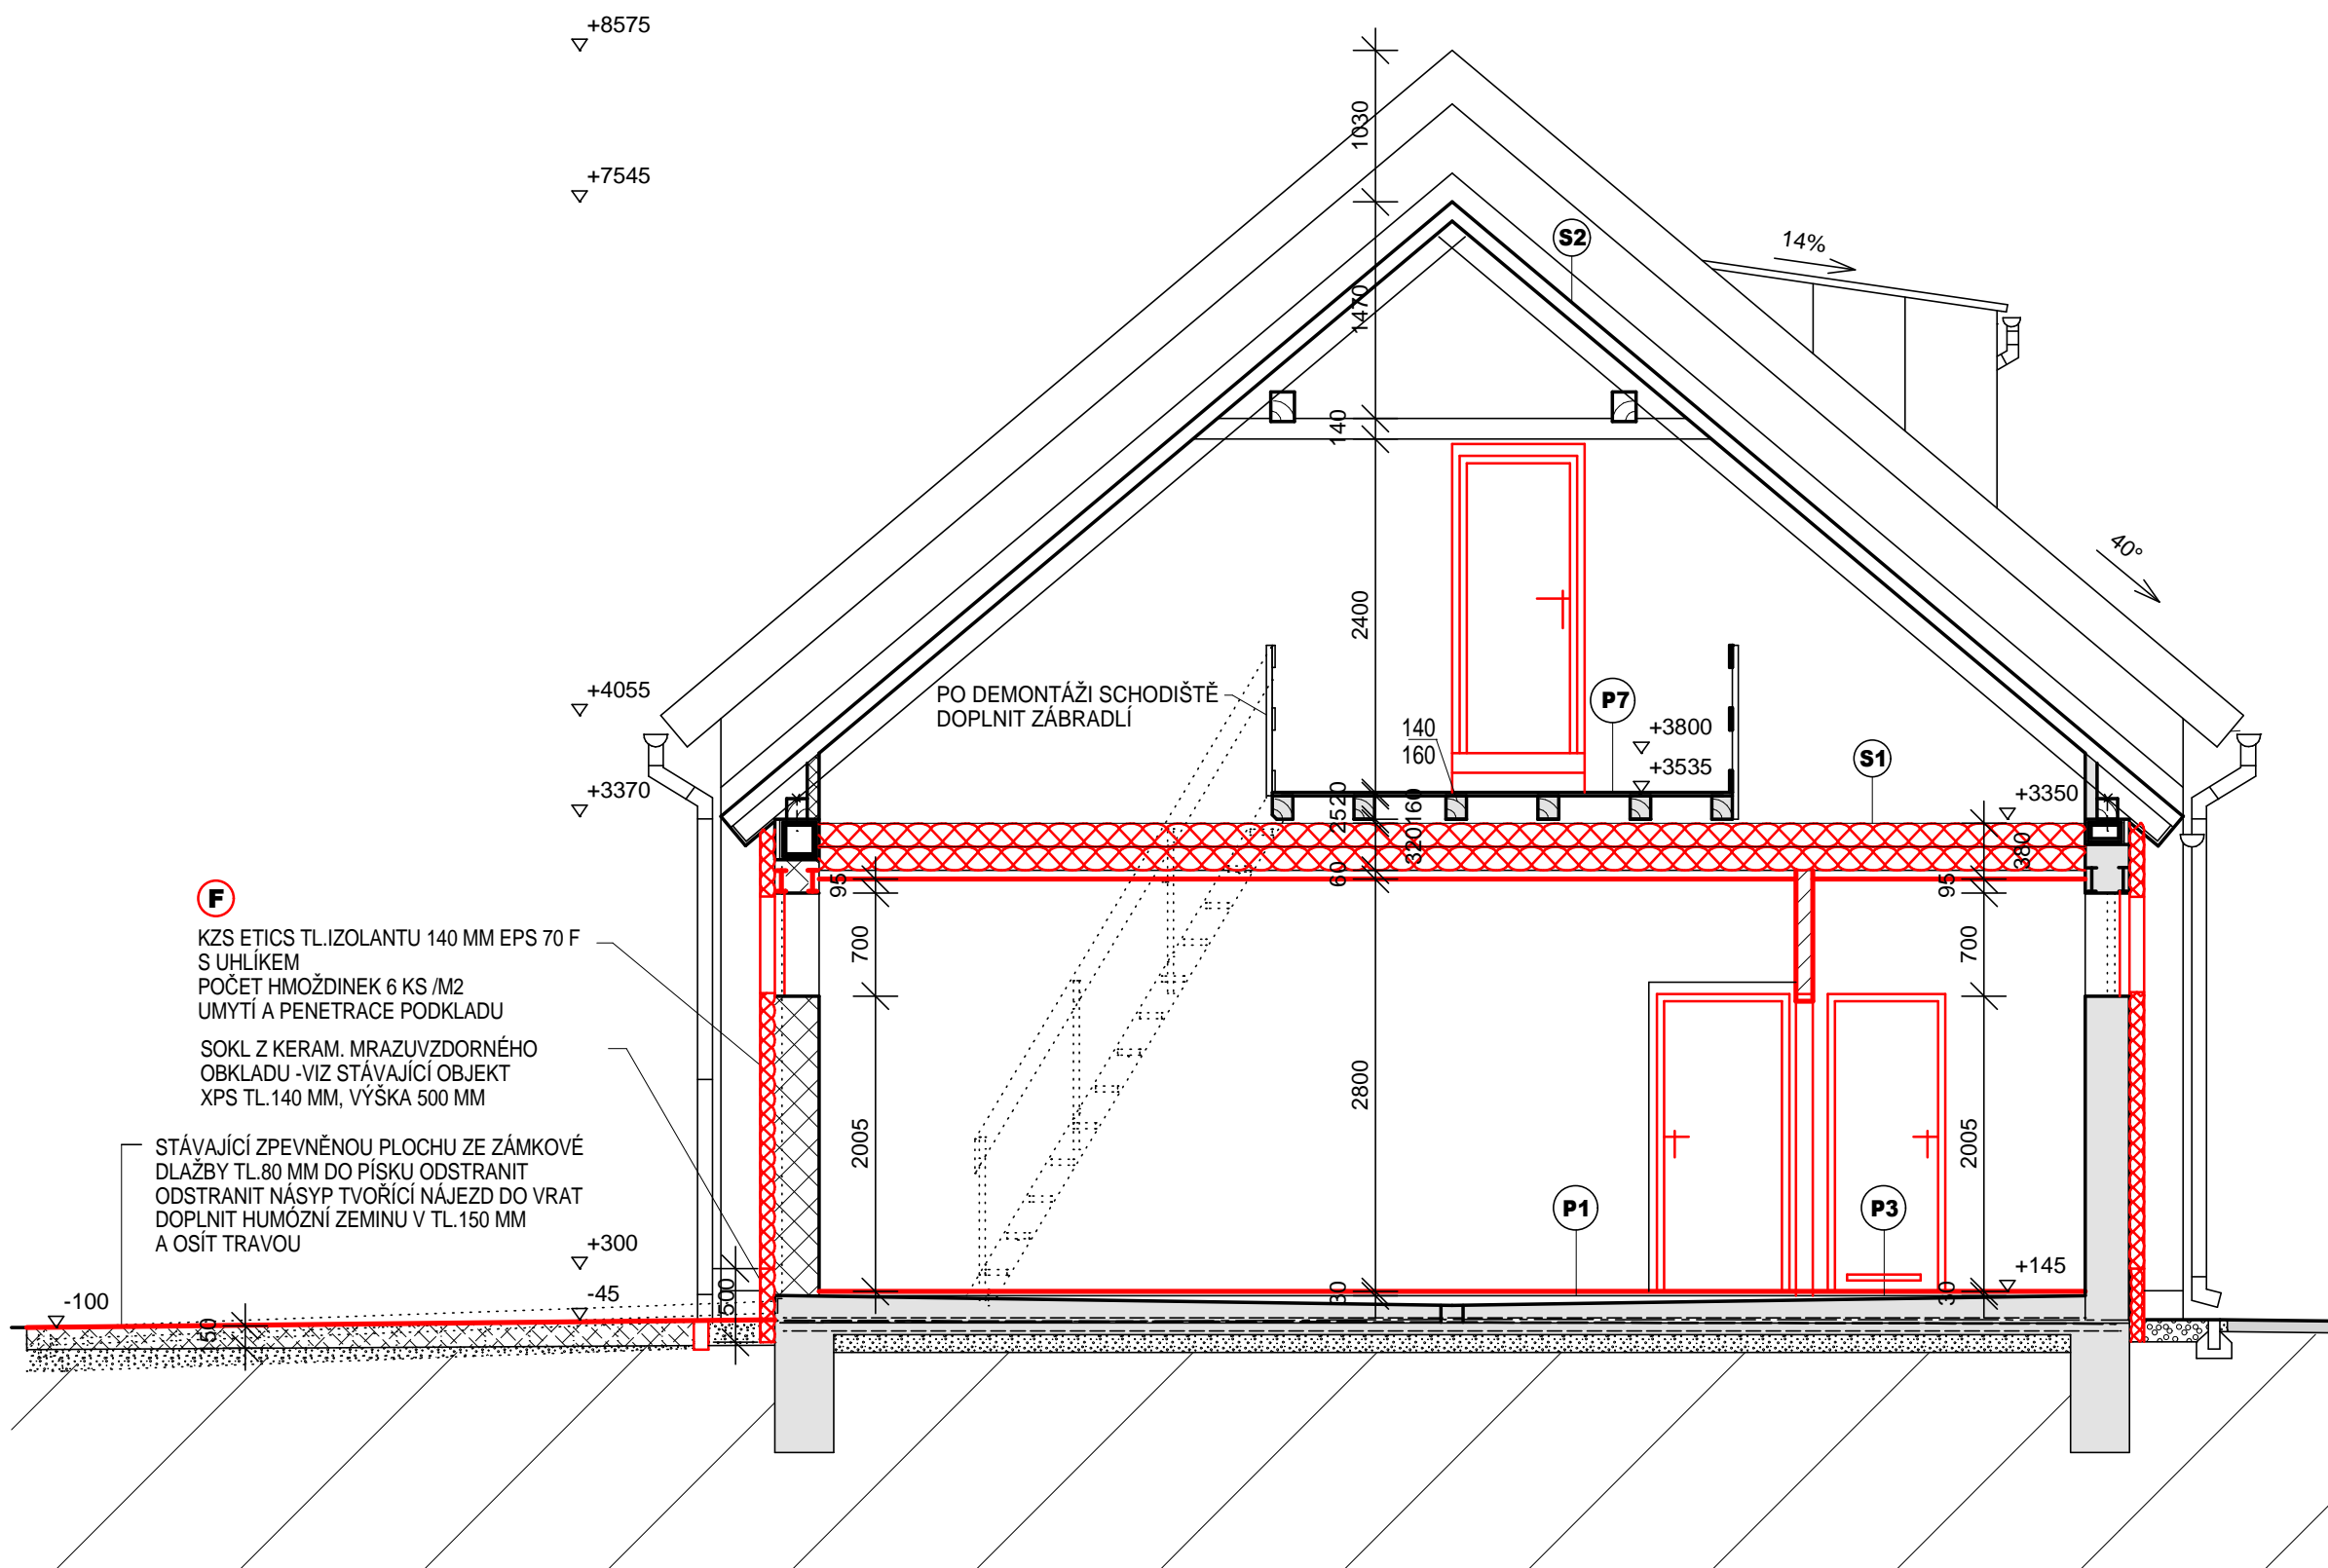 +8575
1030
+7545
S2
14%
1470
40°
140
2400
+4055
PO DEMONTÁŽI SCHODIŠTĚ
DOPLNIT ZÁBRADLÍ
P7
140
160
+3800
+3535
S1
+3370
+3350
2520
160
320
380
60
95
95
F
KZS ETICS TL.IZOLANTU 140 MM EPS 70 F
S UHLÍKEM
POČET HMOŽDINEK 6 KS /M2
UMYTÍ A PENETRACE PODKLADU
700
700
SOKL Z KERAM. MRAZUVZDORNÉHO
OBKLADU -VIZ STÁVAJÍCÍ OBJEKT
XPS TL.140 MM, VÝŠKA 500 MM
2005
2800
2005
STÁVAJÍCÍ ZPEVNĚNOU PLOCHU ZE ZÁMKOVÉ
DLAŽBY TL.80 MM DO PÍSKU ODSTRANIT
ODSTRANIT NÁSYP TVOŘÍCÍ NÁJEZD DO VRAT
DOPLNIT HUMÓZNÍ ZEMINU V TL.150 MM
A OSÍT TRAVOU
P1
P3
+300
+145
-45
-100
500
30